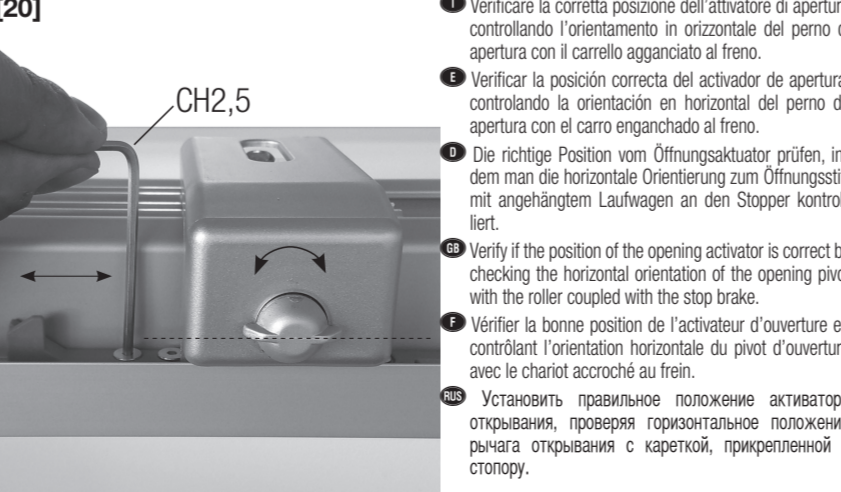 [20]
CH2,5
I Verificare la corretta posizione dell'attivatore di
controllando l'orientamento in orizzontale del perno
apertura con il carrello agganciato al freno.
E Verificar la posición correcta del activador de apertura
controlando la orientación en horizontal del perno
apertura con el carro enganchado al freno.
D Die richtige Position vom Öffnungsaktuator prüfen, in
dem man die horizontale Orientierung zum
mit angehängtem Laufwagen an den Stopper kontrol
liert.
GB Verify if the position of the opening activator is correct
checking the horizontal orientation of the opening
with the roller coupled with the stop brake.
F Vérifier la bonne position de l'activateur d'ouverture
contrôlant l'orientation horizontale du pivot
avec le chariot accroché au frein.
RUS Установить правильное положение
открывания, проверяя горизонтальное
рычага открывания с кареткой, прикрепленной
стопору.